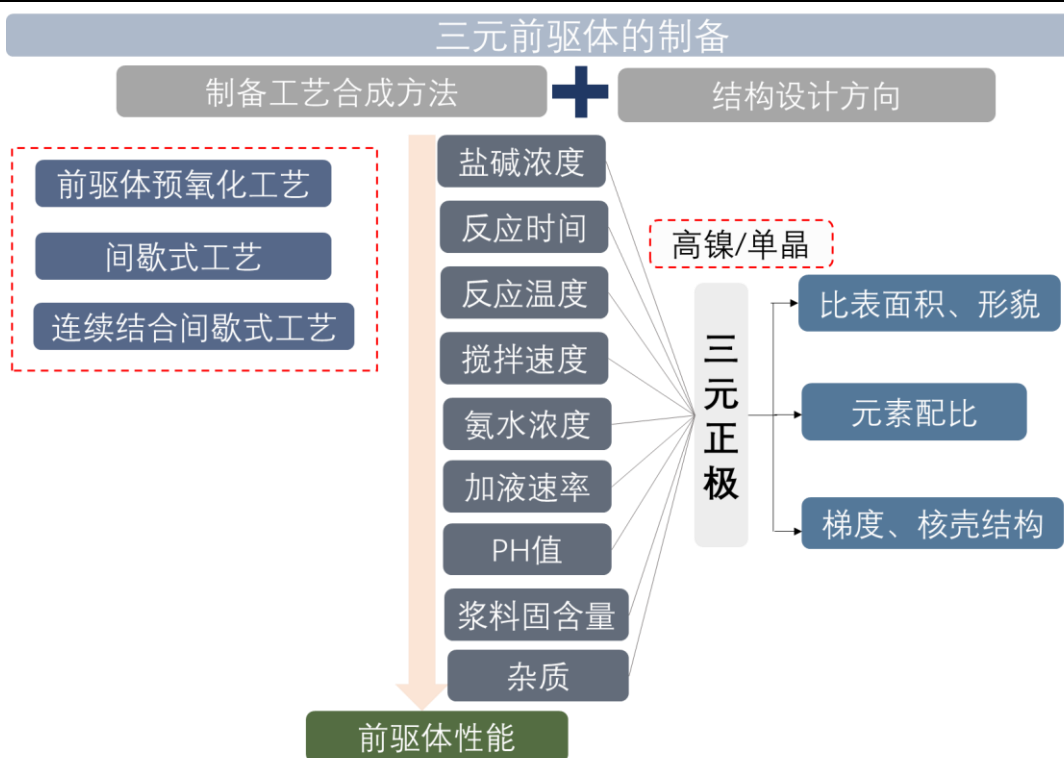 三元前驱体的制备
制备工艺合成方法
结构设计方向
前驱体预氧化工艺
间歇式工艺
连续结合间歇式工艺
盐碱浓度
反应时间
反应温度
搅拌速度
氨水浓度
加液速率
PH值
浆料固含量
杂质
前驱体性能
高镍/单晶
三元正极
比表面积、形貌
元素配比
梯度、核壳结构